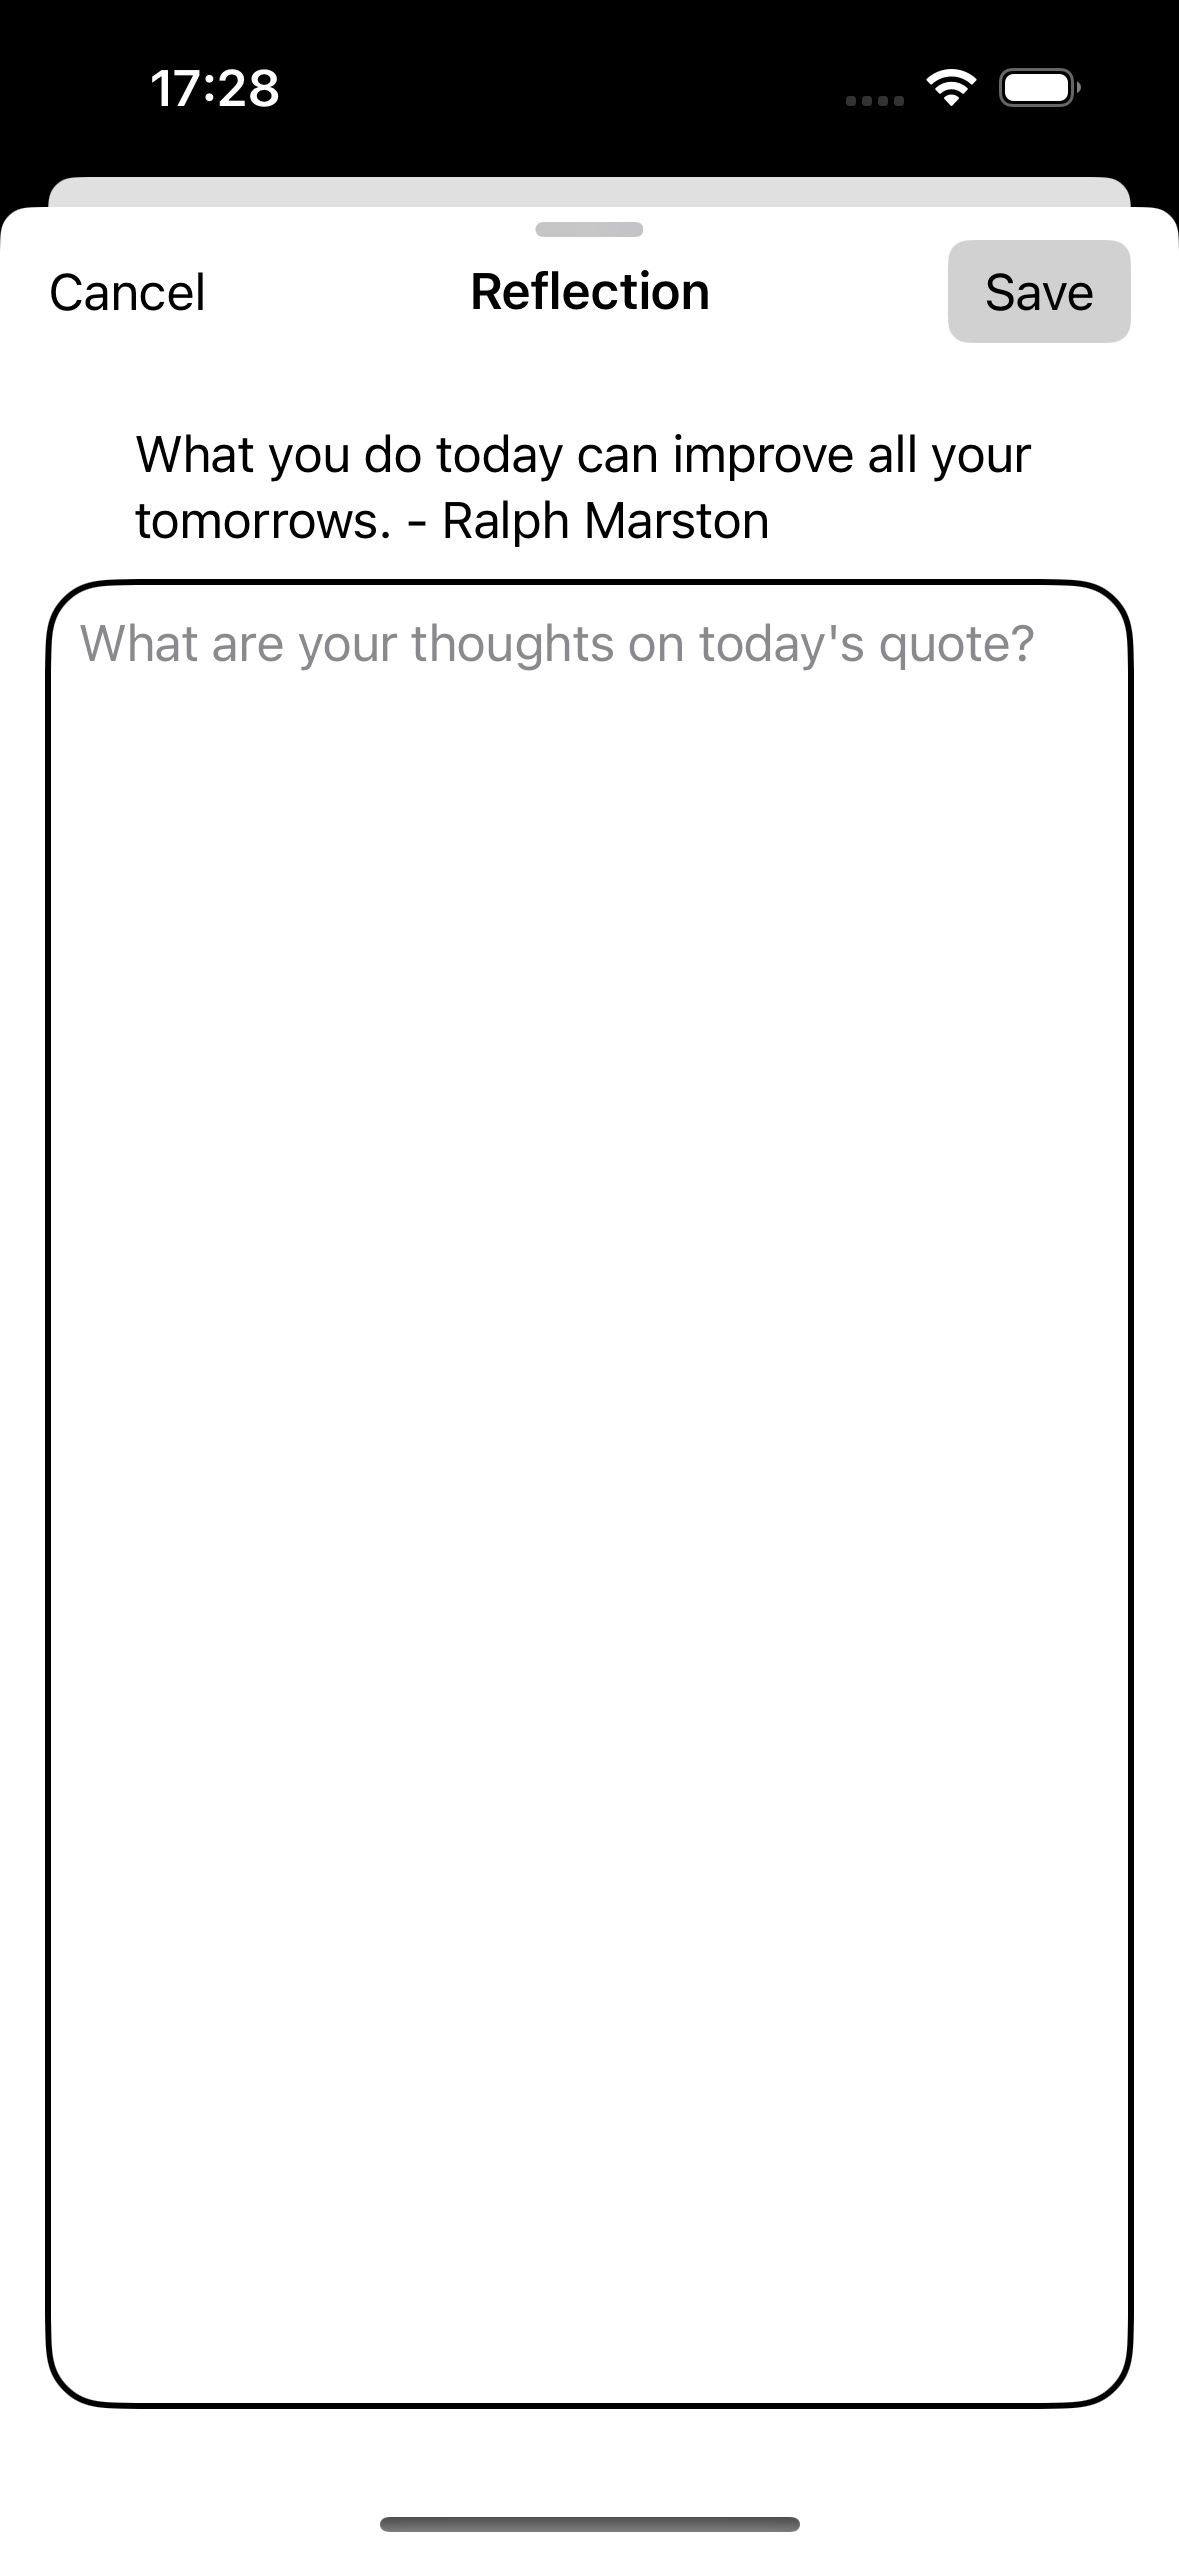 17:28
Cancel
Reflection
Save
What you do today can improve all your
tomorrows. - Ralph Marston
What are your thoughts on today's quote?